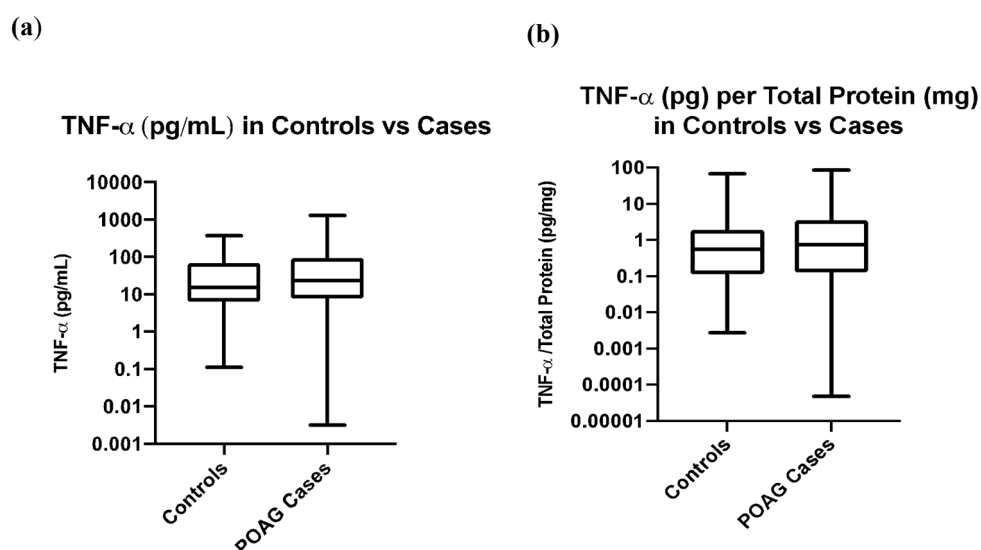 (a)
TNF-α (pg/mL) in Controls vs Cases
TNF-α (pg/mL)
10000
1000
100
10
1
0.1
0.01
0.001
Controls
POAG Cases
(b)
TNF-α (pg) per Total Protein (mg)
in Controls vs Cases
TNF-α /Total Protein (pg/mg)
100
10
1
0.1
0.01
0.001
0.0001
0.00001
Controls
POAG Cases